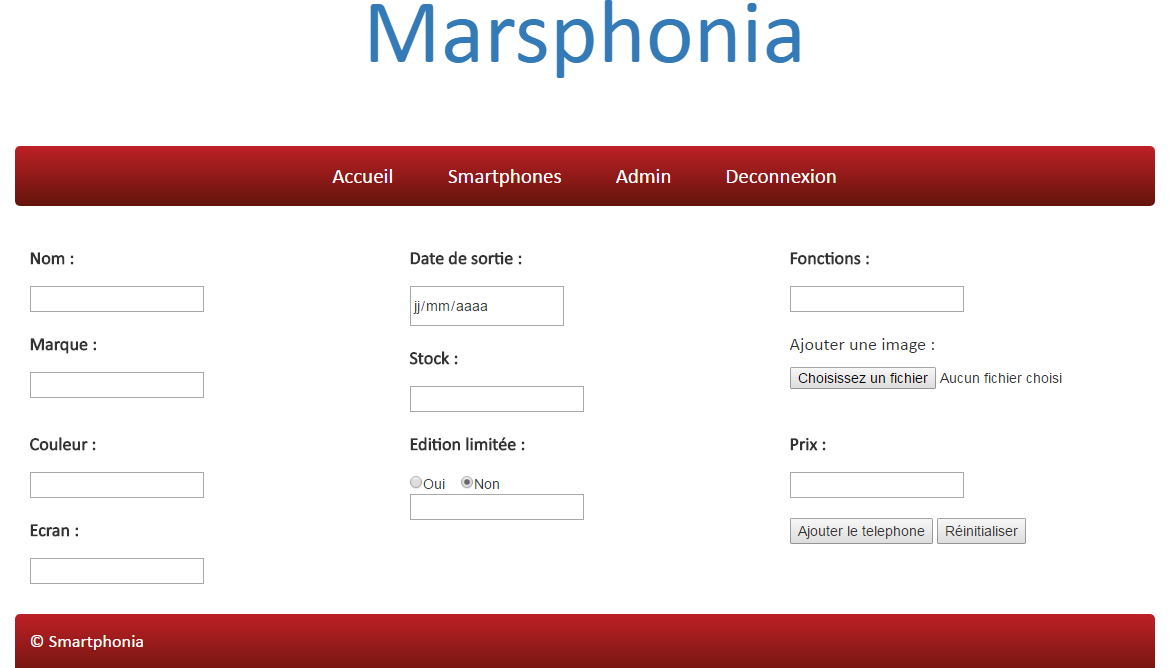 Marsphonia
Accueil Smartphones Admin Deconnexion
Nom :
Marque :
Couleur :
Ecran :
Date de sortie :
jj/mm/aaaa
Stock :
Edition limitée :
Oui Non
Fonctions :
Ajouter une image :
Choisissez un fichier Aucun fichier choisi
Prix :
Ajouter le telephone Réinitialiser
© Smartphonia